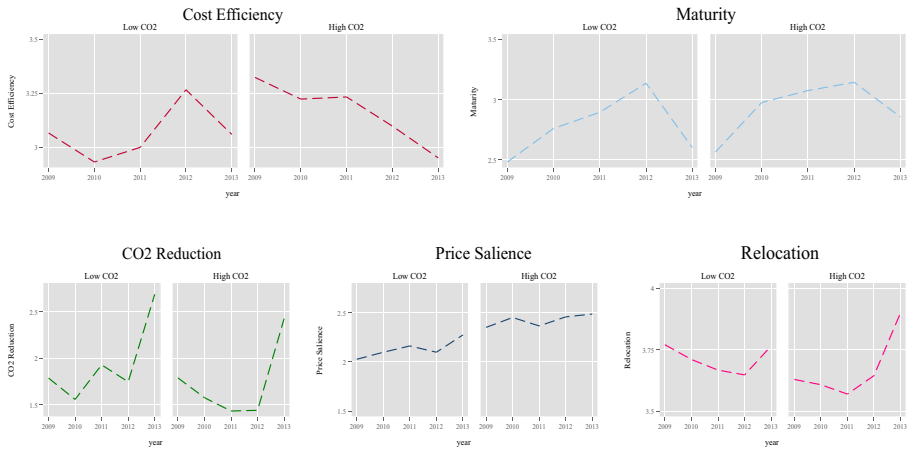 Cost Efficiency
Low CO2 High CO2
Cost Efficiency
3.5
3.25
3
2009 2010 2011 2012 2013 2009 2010 2011 2012 2013
year
Maturity
Low CO2 High CO2
Maturity
3.5
3
2.5
2009 2010 2011 2012 2013 2009 2010 2011 2012 2013
year
CO2 Reduction
Low CO2 High CO2
CO2 Reduction
2.5
2
1.5
2009 2010 2011 2012 2013 2009 2010 2011 2012 2013
year
Price Salience
Low CO2 High CO2
Price Salience
2.5
2
1.5
2009 2010 2011 2012 2013 2009 2010 2011 2012 2013
year
Relocation
Low CO2 High CO2
Relocation
4
3.75
3.5
2009 2010 2011 2012 2013 2009 2010 2011 2012 2013
year